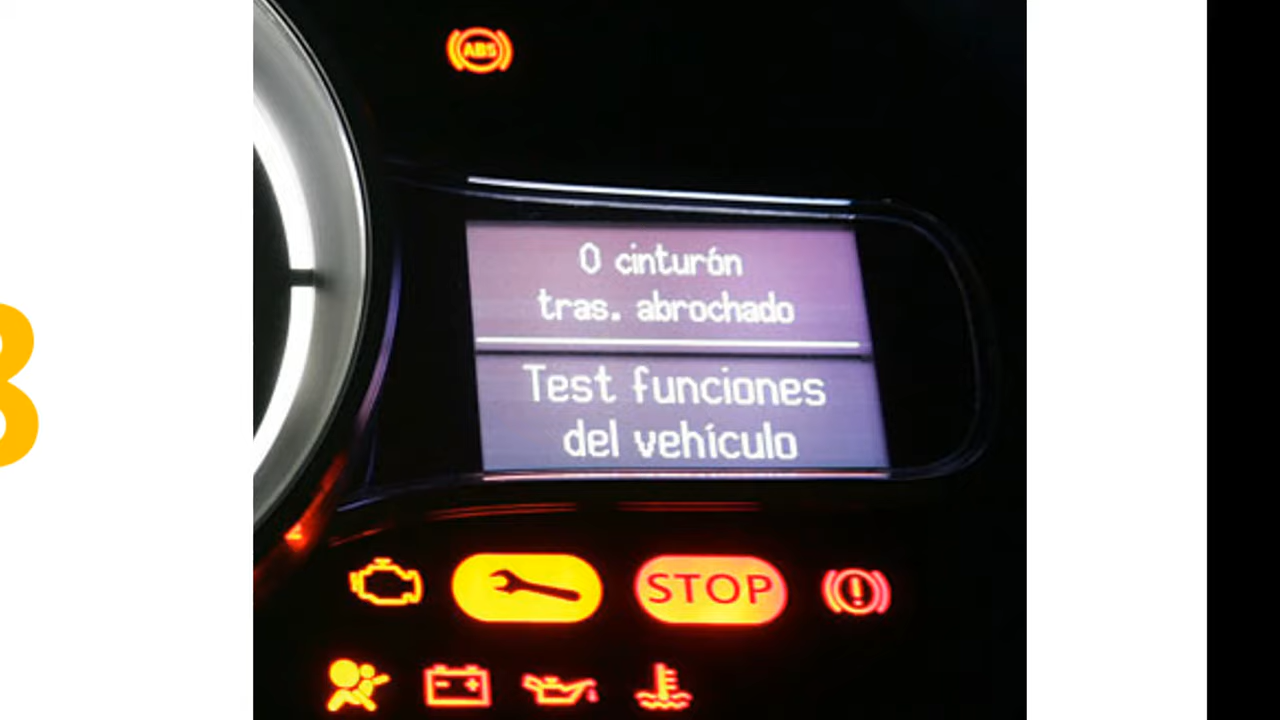 ABS
0 cinturón
tras. abrochado
Test funciones
del vehículo
STOP